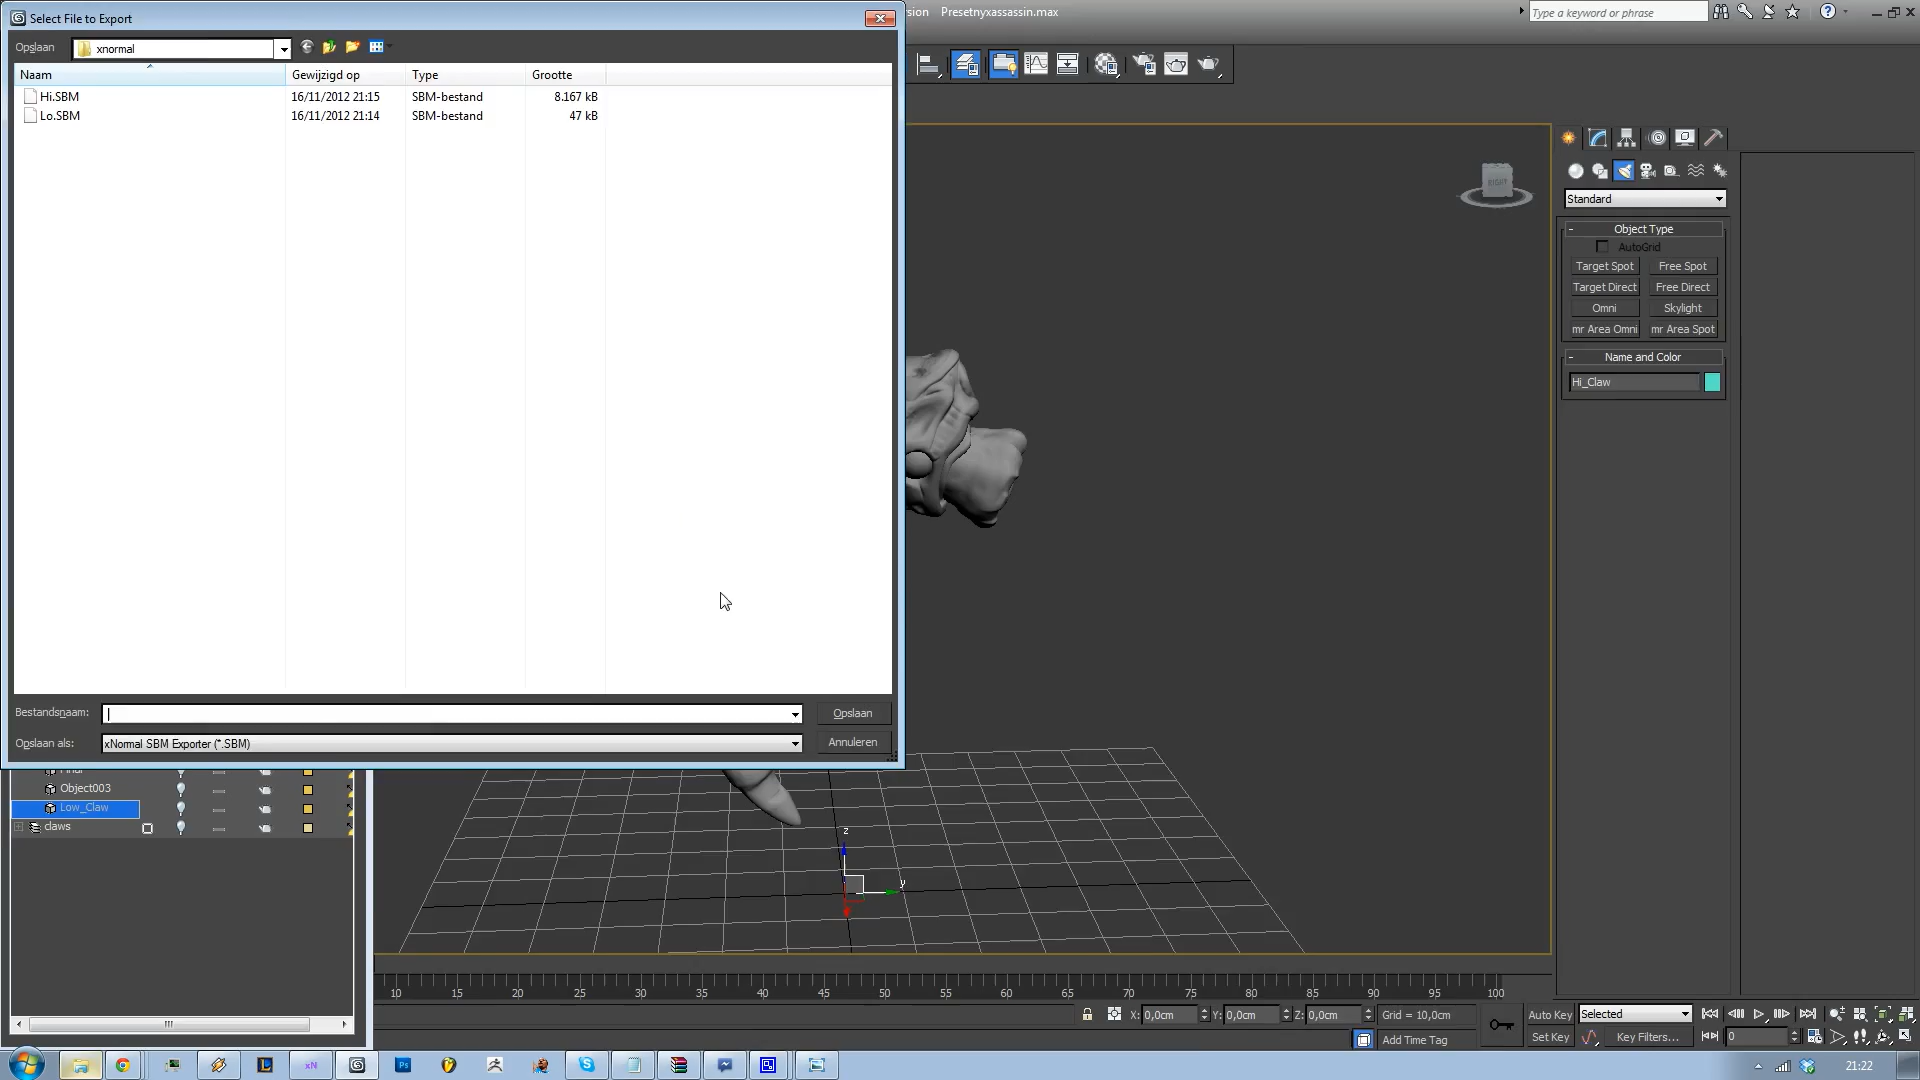 Select File to Export
sion Presetnyxassassin.max
Type a keyword or phrase
Opslaan
xnormal
Naam
Gewijzigd op
Type
Grootte
Hi.SBM
16/11/2012 21:15
SBM-bestand
8.167 kB
Lo.SBM
16/11/2012 21:14
SBM-bestand
47 kB
RIGHT
Standard
Object Type
AutoGrid
Target Spot
Free Spot
Target Direct
Free Direct
Omni
Skylight
mr Area Omni
mr Area Spot
Name and Color
Hi_Claw
Bestandsnaam:
Opslaan
Opslaan als:
xNormal SBM Exporter (*.SBM)
Annuleren
Object003
Low_Claw
claws
z
y
10 15 20 25 30 35 40 45 50 55 60 65 70 75 80 85 90 95 100
X: 0,0cm
Y: 0,0cm
Z: 0,0cm
Grid = 10,0cm
Auto Key
Selected
Add Time Tag
Set Key
Key Filters...
0
xN
L
Ps
S
21:22